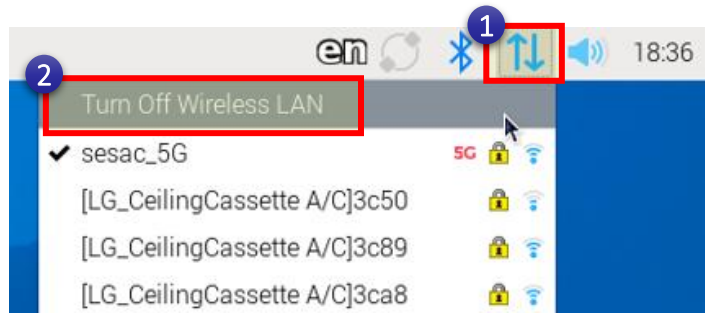 1
en 18:36
2
Turn Off Wireless LAN
sesac_5G 5G
[LG_CeilingCassette A/C]3c50
[LG_CeilingCassette A/C]3c89
[LG_CeilingCassette A/C]3ca8